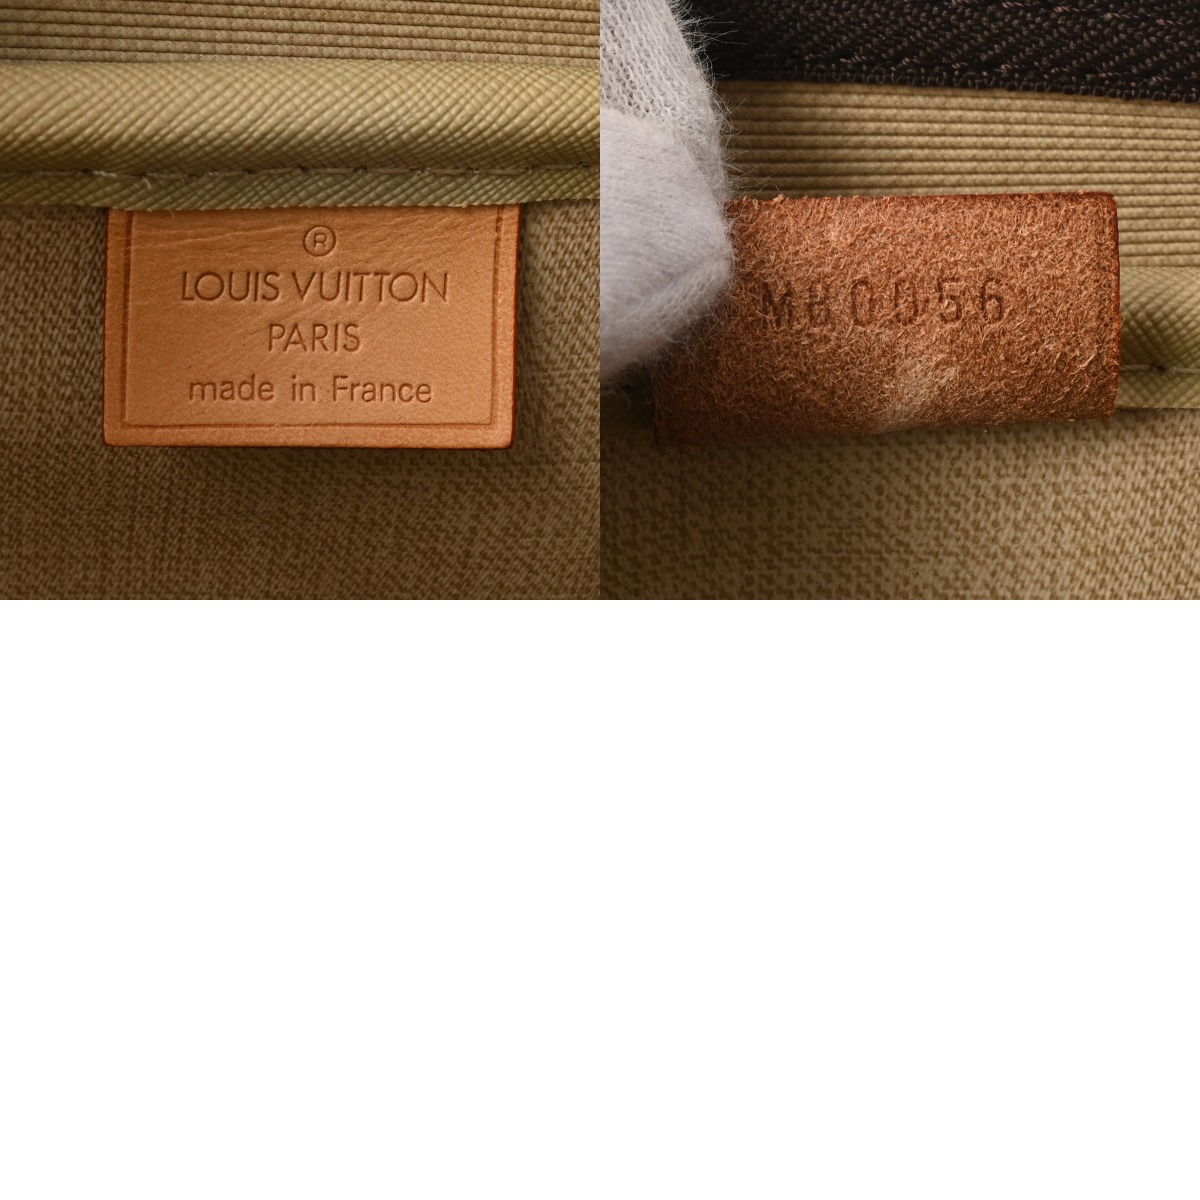 ®
LOUIS VUITTON
PARIS
made in France
MB0056